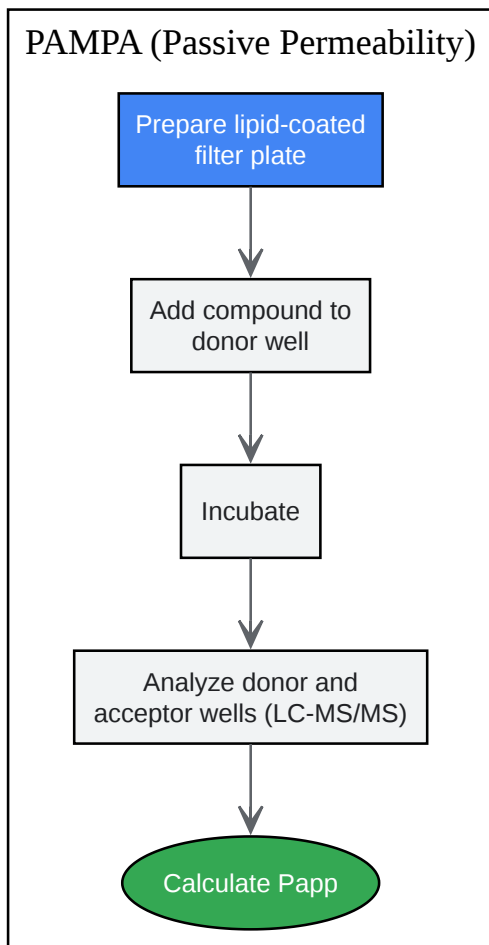 PAMPA (Passive Permeability)
Prepare lipid-coated
filter plate
Add compound to
donor well
Incubate
Analyze donor and
acceptor wells (LC-MS/MS)
Calculate Papp